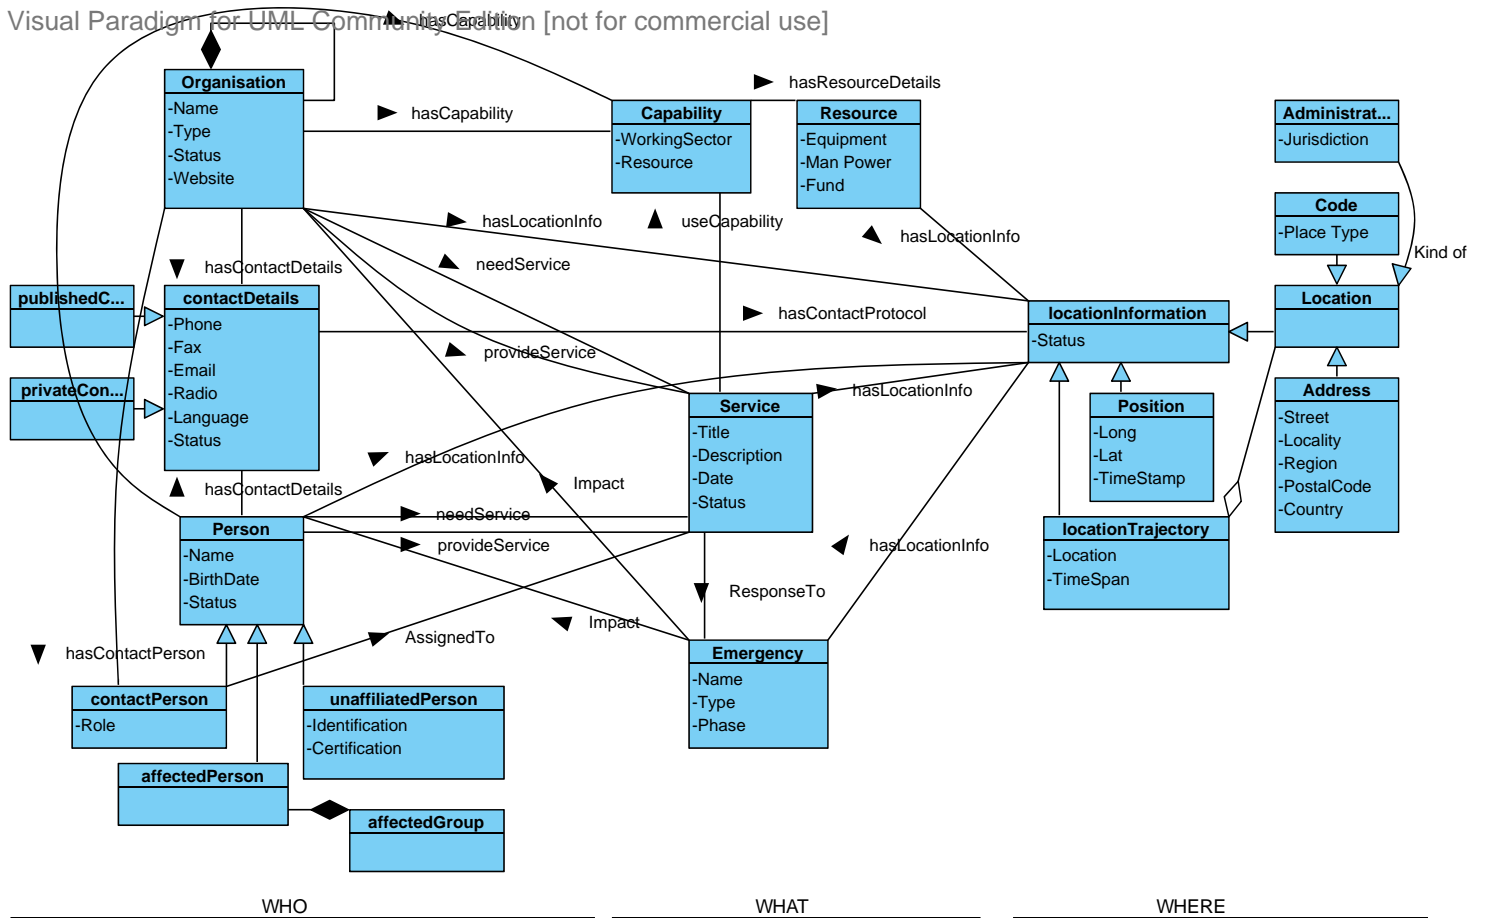 Visual Paradigm for UML Community Edition [not for commercial use]
hasCapability
Organisation
-Name
-Type
-Status
-Website
hasCapability
Capability
-WorkingSector
-Resource
hasResourceDetails
Resource
-Equipment
-Man Power
-Fund
Administrat...
-Jurisdiction
Code
-Place Type
Kind of
hasLocationInfo
useCapability
hasLocationInfo
needService
hasContactDetails
publishedC...
contactDetails
-Phone
-Fax
-Email
-Radio
-Language
-Status
privateCon...
hasContactProtocol
provideService
locationInformation
-Status
Location
Address
-Street
-Locality
-Region
-PostalCode
-Country
Position
-Long
-Lat
-TimeStamp
locationTrajectory
-Location
-TimeSpan
hasLocationInfo
Service
-Title
-Description
-Date
-Status
hasLocationInfo
Impact
hasContactDetails
needService
provideService
hasLocationInfo
Person
-Name
-BirthDate
-Status
ResponseTo
Impact
AssignedTo
hasContactPerson
Emergency
-Name
-Type
-Phase
contactPerson
-Role
unaffiliatedPerson
-Identification
-Certification
affectedPerson
affectedGroup
WHO
WHAT
WHERE